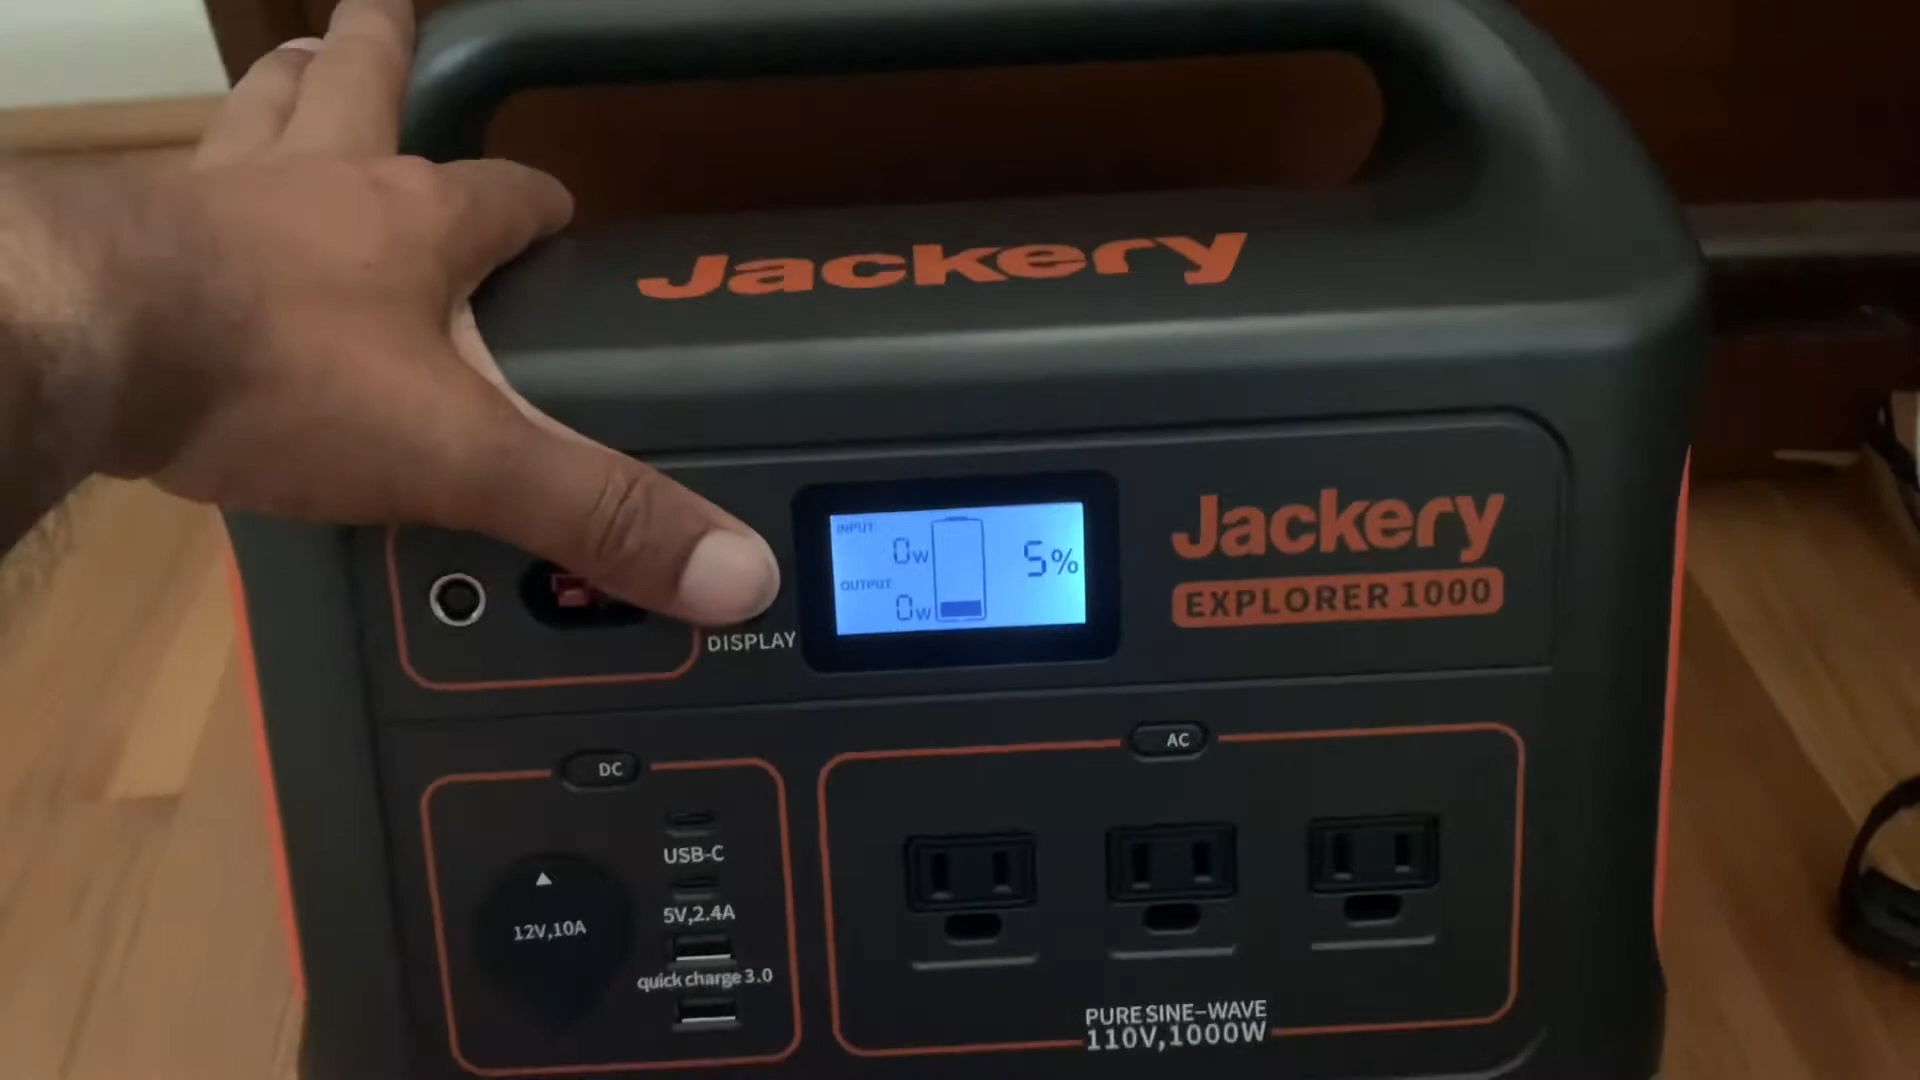 Jackery
INPUT
0W
5%
OUTPUT
0W
Jackery
EXPLORER 1000
DISPLAY
DC
AC
USB-C
5V,2.4A
12V,10A
quick charge 3.0
PURE SINE-WAVE
110V,1000W